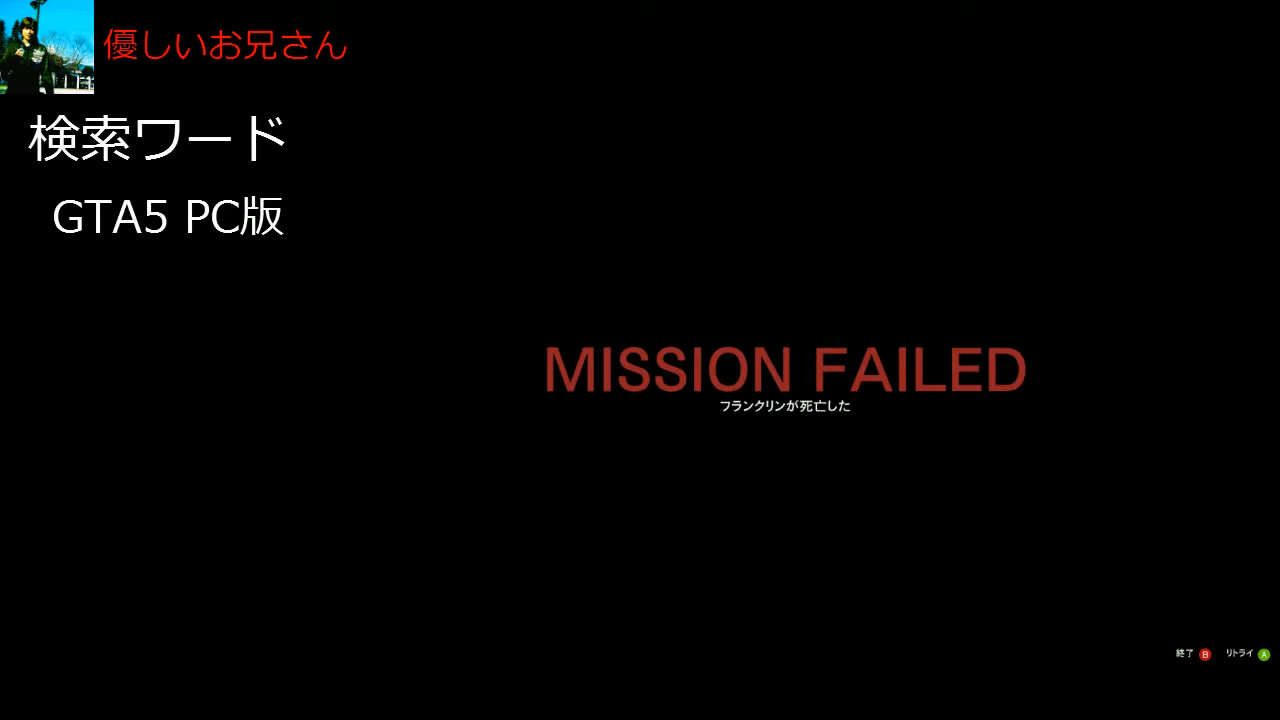 優しいお兄さん
検索ワード
GTA5 PC版
MISSION FAILED
フランクリンが死亡した
終了 B リトライ A